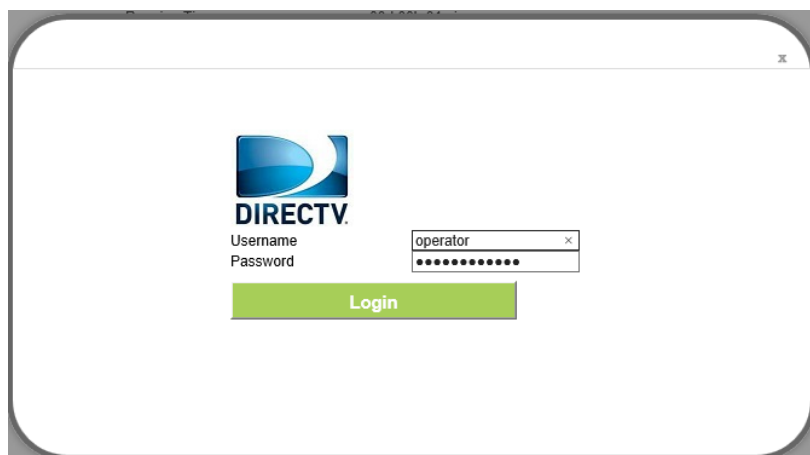 x
DIRECTV
Username operator ×
Password ••••••••••••
Login